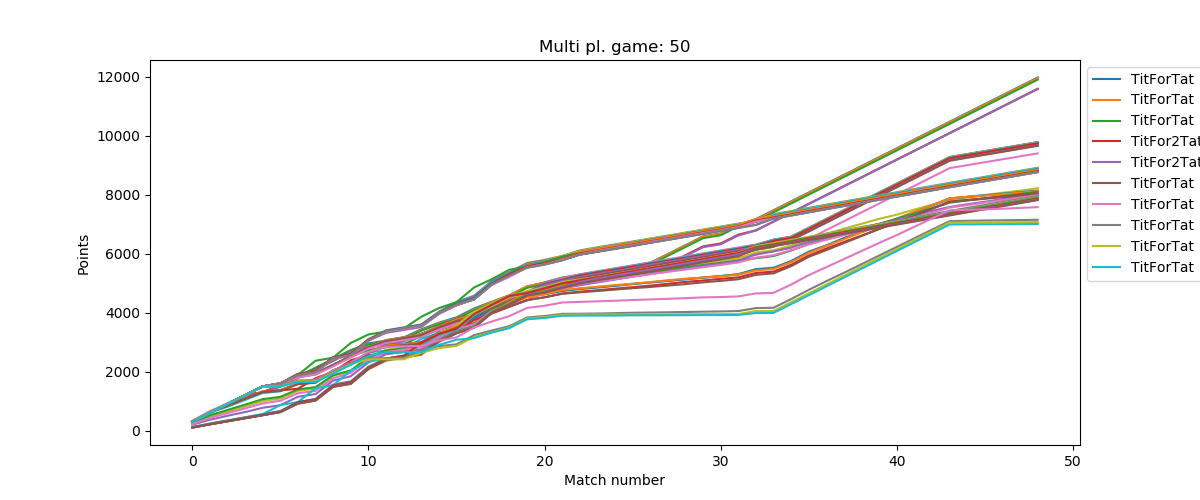 Multi pl. game: 50
12000
10000
8000
6000
4000
2000
0
Points
0 10 20 30 40 50
Match number
TitForTat
TitForTat
TitForTat
TitFor2Tat
TitFor2Tat
TitForTat
TitForTat
TitForTat
TitForTat
TitForTat